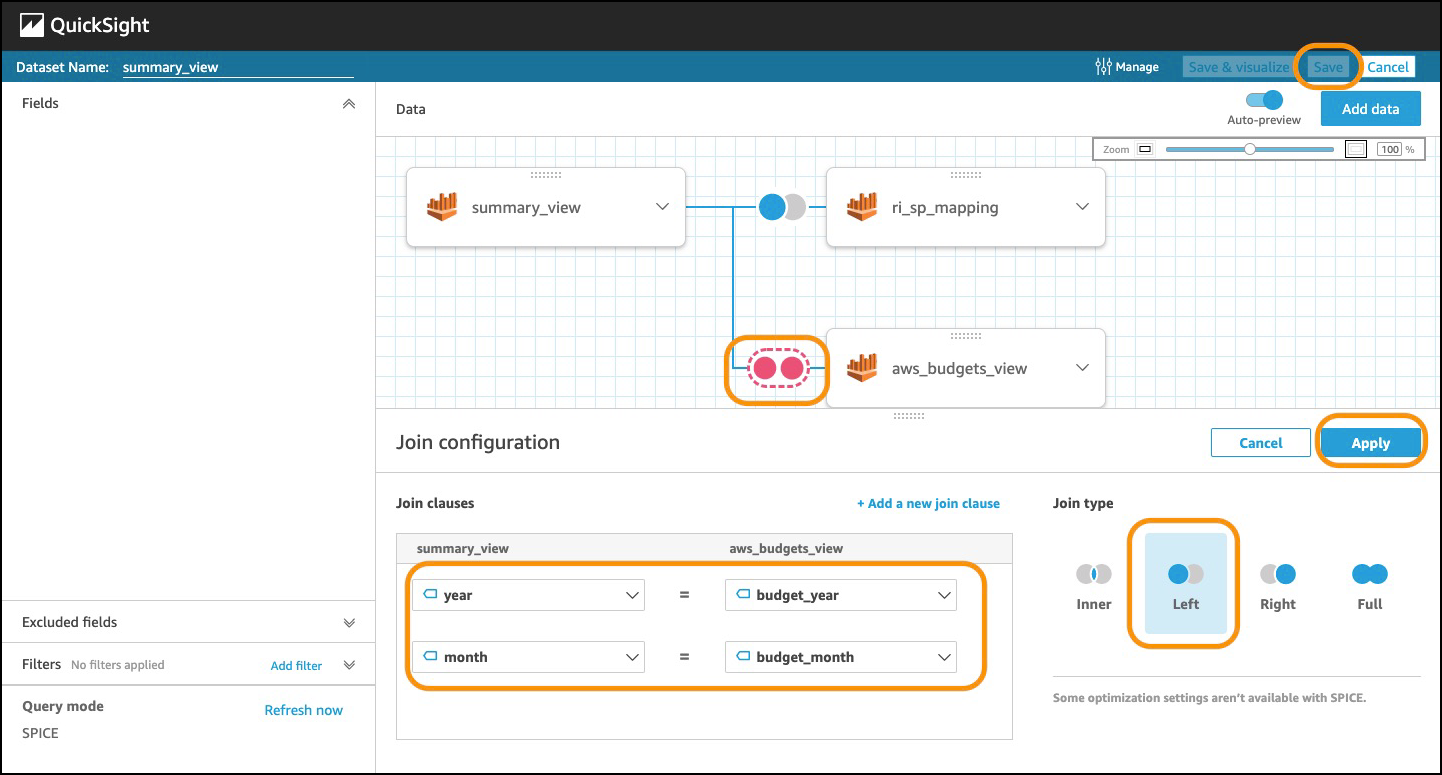 QuickSight
Dataset Name: summary_view
Manage
Save & visualize
Save
Cancel
Fields
Data
Auto-preview
Add data
Zoom
100 %
summary_view
ri_sp_mapping
aws_budgets_view
Join configuration
Cancel
Apply
Join clauses
+ Add a new join clause
Join type
summary_view
aws_budgets_view
year = budget_year
month = budget_month
Inner
Left
Right
Full
Some optimization settings aren't available with SPICE.
Excluded fields
Filters No filters applied Add filter
Query mode Refresh now
SPICE